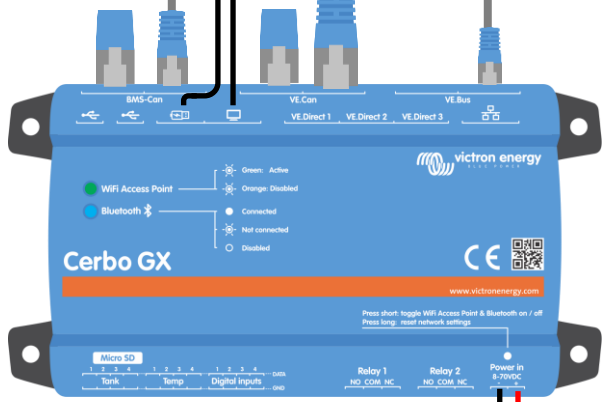 BMS-Can VE.Can VE.Bus
VE.Direct 1 VE.Direct 2 VE.Direct 3
victron energy
BLUE POWER
Green: Active
WiFi Access Point Orange: Disabled
Bluetooth Connected
Not connected
Disabled
Cerbo GX
CE
www.victronenergy.com
Press short: toggle WiFi Access Point & Bluetooth on / off
Press long: reset network settings
Micro SD
Power in
8-70VDC
- +
1 2 3 4 1 2 3 4 1 2 3 4 DATA
Tank Temp Digital inputs
GND
Relay 1 Relay 2
NO COM NC NO COM NC